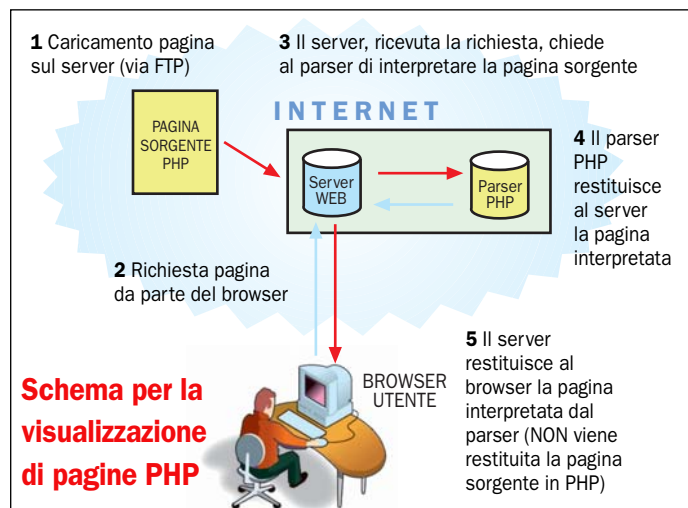 1 Caricamento pagina
sul server (via FTP)
3 Il server, ricevuta la richiesta, chiede
al parser di interpretare la pagina sorgente
INTERNET
PAGINA
SORGENTE
PHP
Server
WEB
Parser
PHP
4 Il parser
PHP
restituisce
al server
la pagina
interpretata
2 Richiesta pagina
da parte del browser
BROWSER
UTENTE
5 Il server
restituisce al
browser la pagina
interpretata dal
parser (NON viene
restituita la pagina
sorgente in PHP)
Schema per la
visualizzazione
di pagine PHP